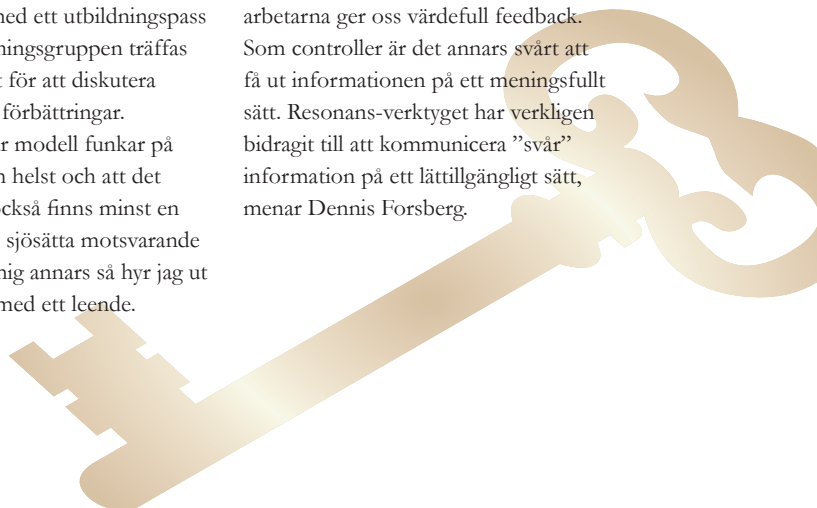 med ett utbildningspass
ningsgruppen träffas
för att diskutera
förbättringar.
r modell funkar på
helst och att det
också finns minst en
sjösätta motsvarande
mig annars så hyr jag ut
med ett leende.
arbetarna ger oss värdefull feedback.
Som controller är det annars svårt att
få ut informationen på ett meningsfullt
sätt. Resonans-verktyget har verkligen
bidragit till att kommunicera ”svår”
information på ett lättillgängligt sätt,
menar Dennis Forsberg.